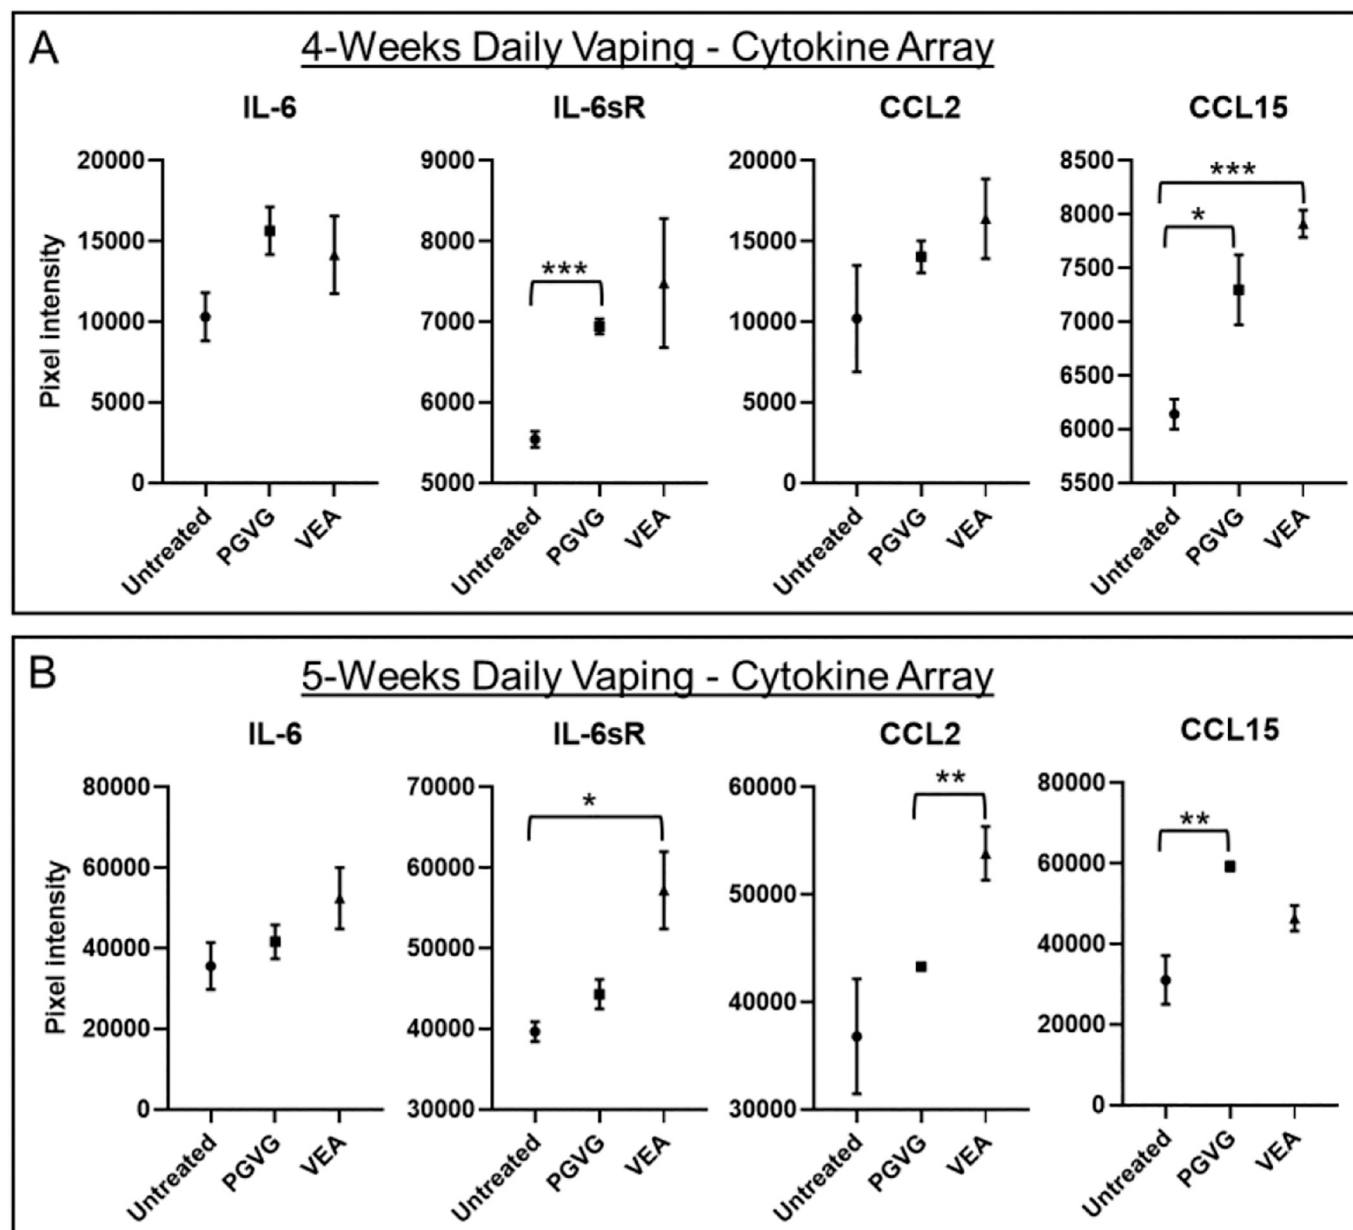 A
4-Weeks Daily Vaping - Cytokine Array
IL-6 IL-6sR CCL2 CCL15
Pixel intensity
20000
15000
10000
5000
0
Untreated PGVG VEA
9000
8000
7000
6000
5000
***
Untreated PGVG VEA
20000
15000
10000
5000
0
Untreated PGVG VEA
8500
8000
7500
7000
6500
6000
5500
***
*
Untreated PGVG VEA
B
5-Weeks Daily Vaping - Cytokine Array
IL-6 IL-6sR CCL2 CCL15
Pixel intensity
80000
60000
40000
20000
0
Untreated PGVG VEA
70000
60000
50000
40000
30000
*
Untreated PGVG VEA
60000
50000
40000
30000
**
Untreated PGVG VEA
80000
60000
40000
20000
0
**
Untreated PGVG VEA